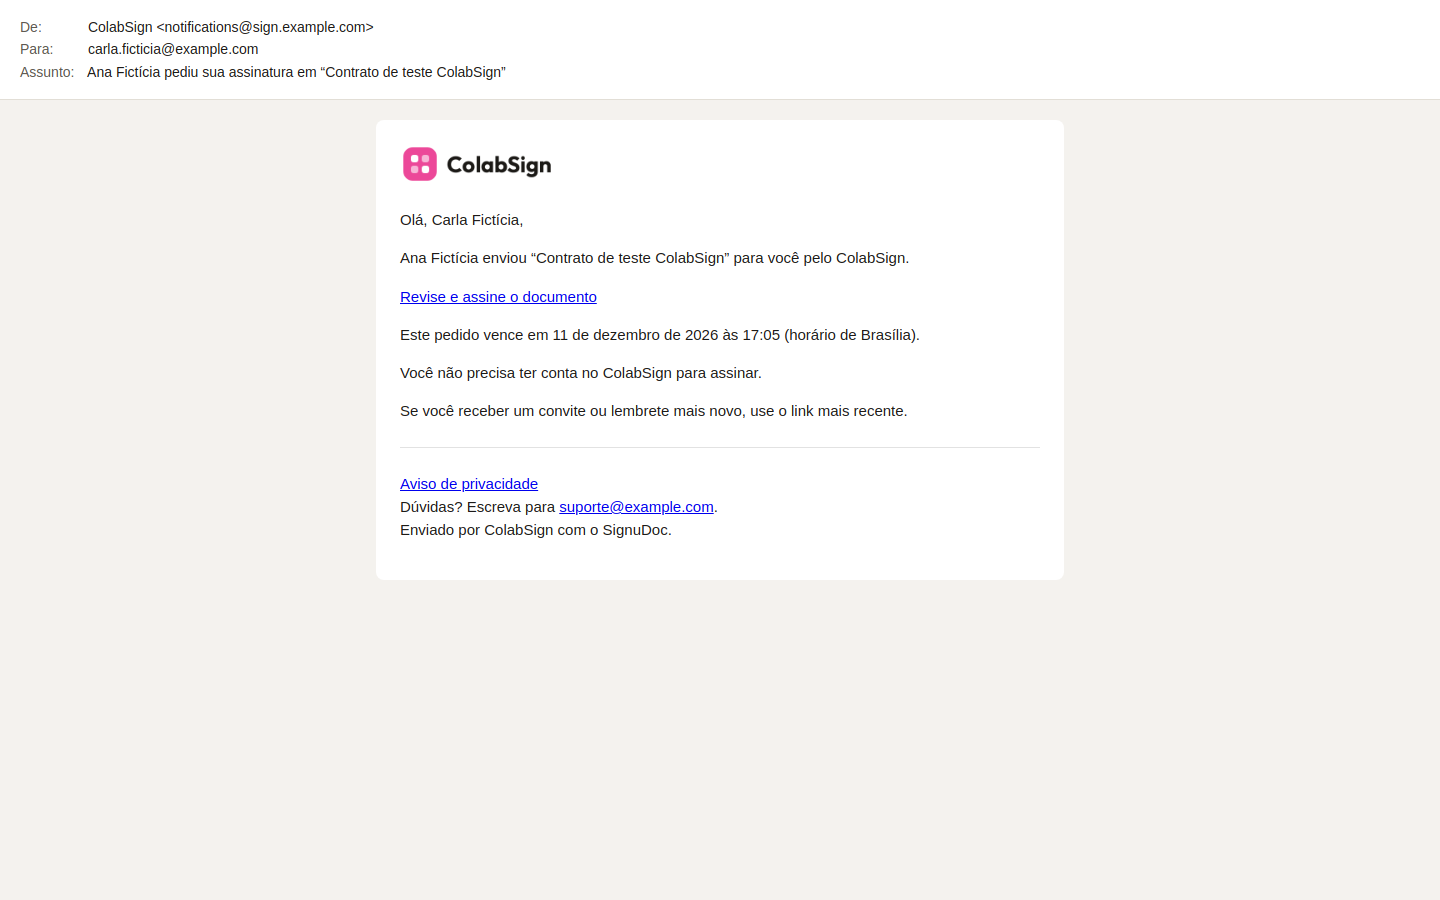 De: ColabSign <notifications@sign.example.com>
Para: carla.ficticia@example.com
Assunto: Ana Fictícia pediu sua assinatura em “Contrato de teste ColabSign”
ColabSign
Olá, Carla Fictícia,
Ana Fictícia enviou “Contrato de teste ColabSign” para você pelo ColabSign.
Revise e assine o documento
Este pedido vence em 11 de dezembro de 2026 às 17:05 (horário de Brasília).
Você não precisa ter conta no ColabSign para assinar.
Se você receber um convite ou lembrete mais novo, use o link mais recente.
Aviso de privacidade
Dúvidas? Escreva para suporte@example.com.
Enviado por ColabSign com o SignuDoc.